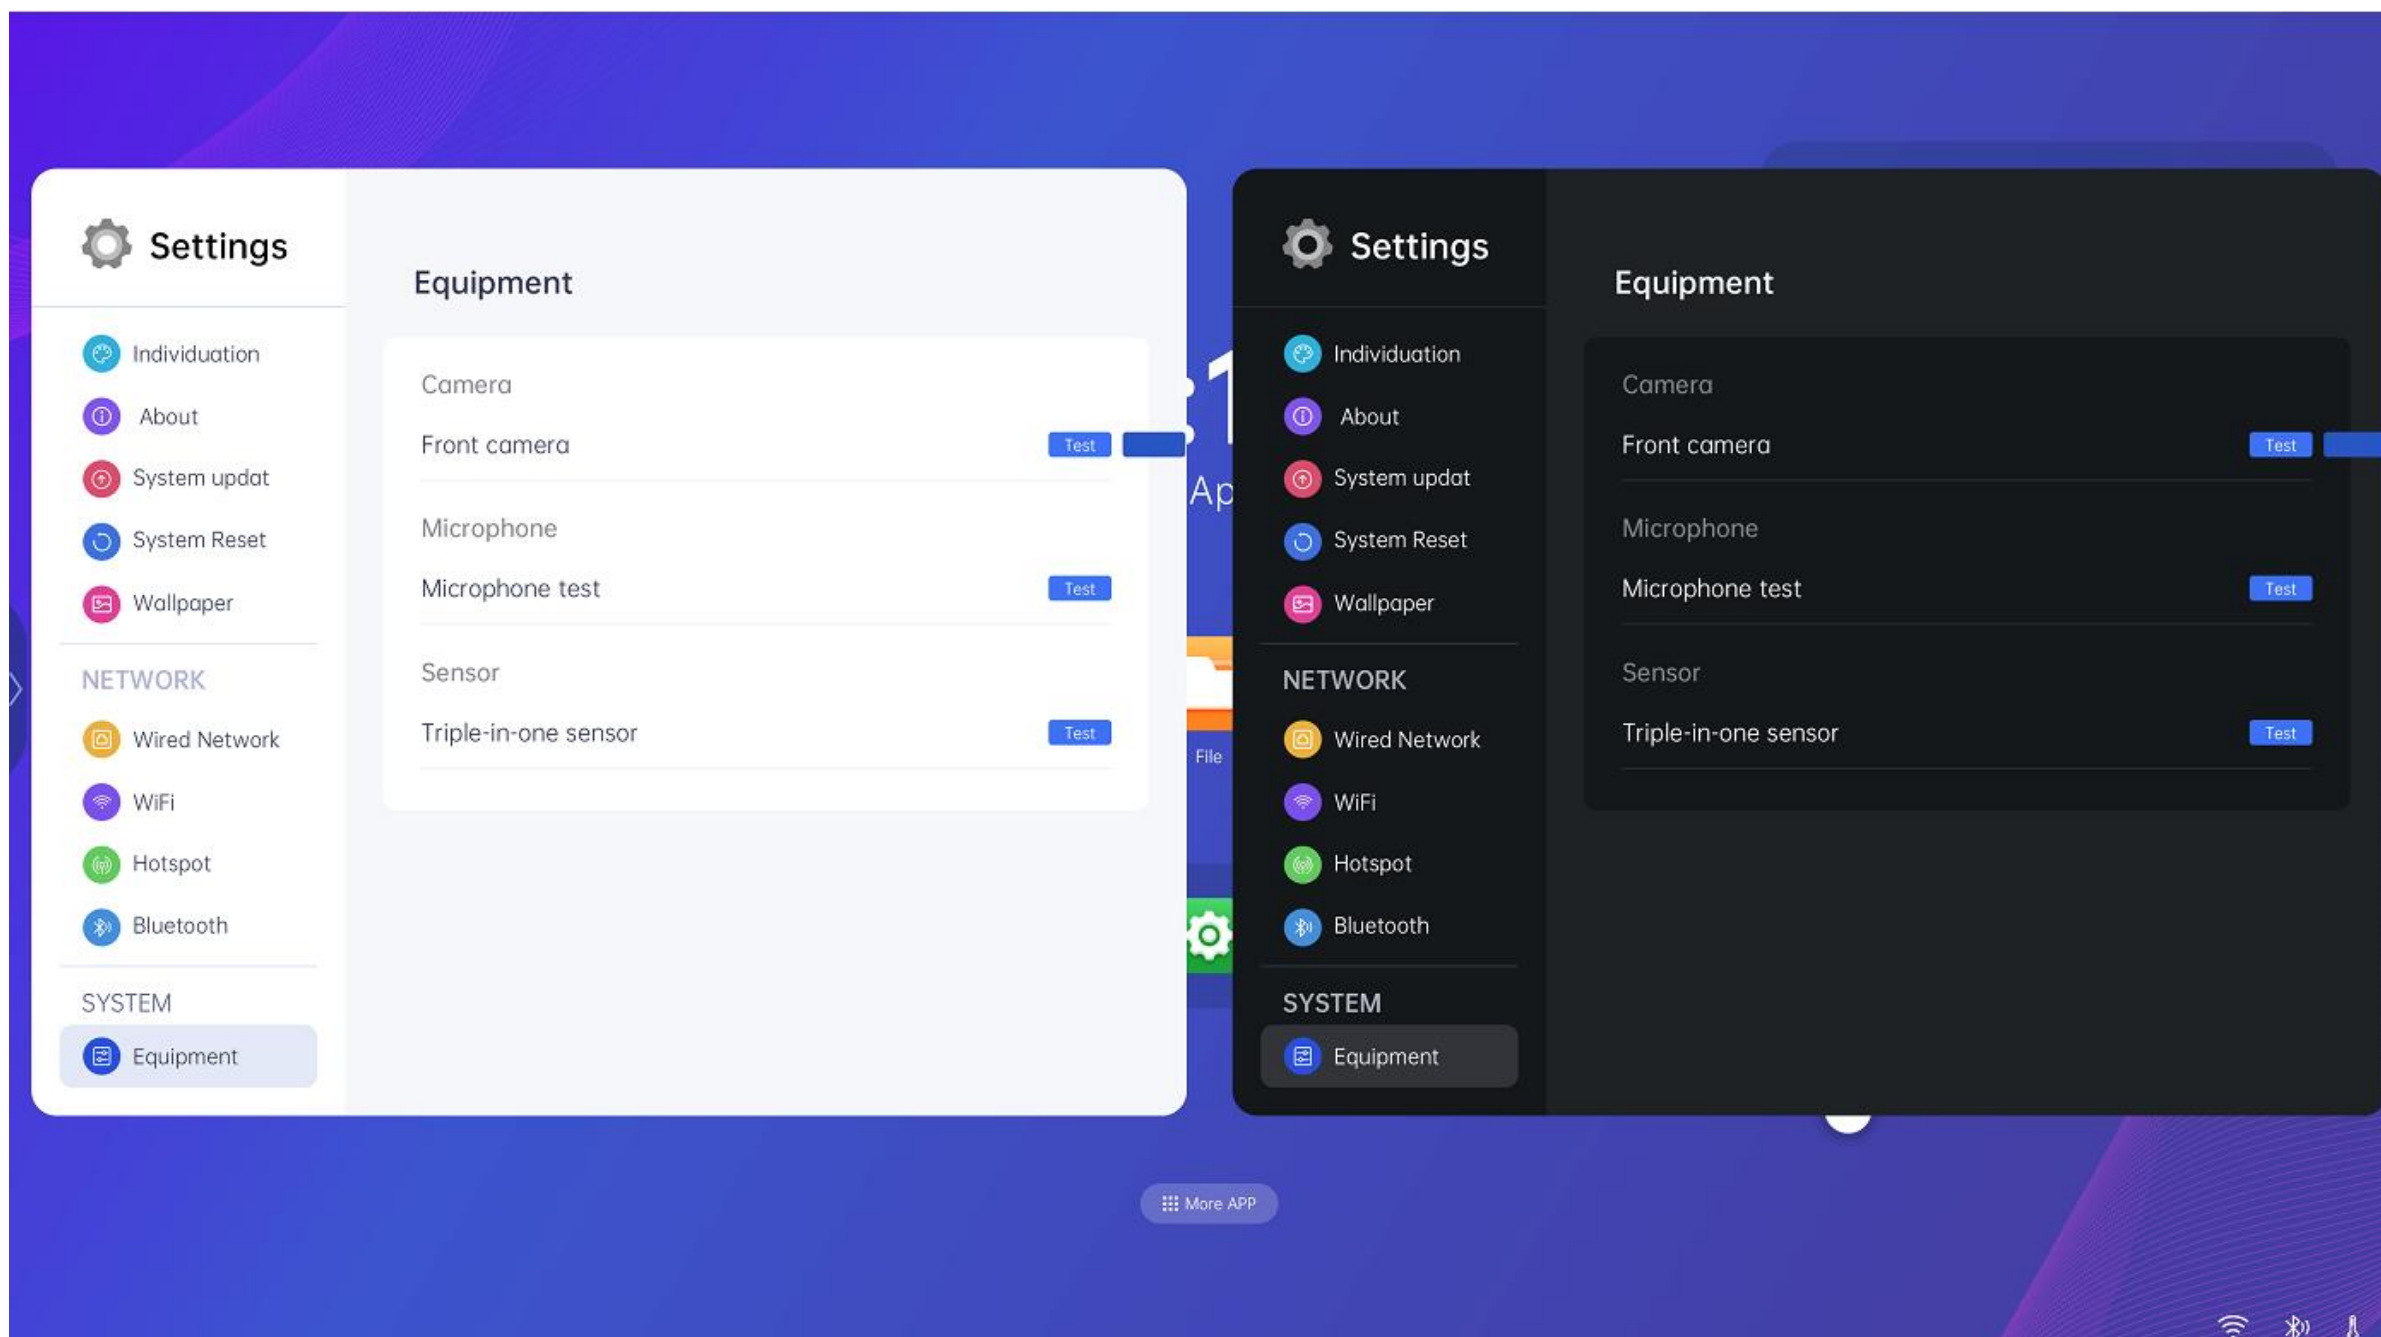 Settings
Equipment
Individuation
About
System updat
System Reset
Wallpaper
NETWORK
Wired Network
WiFi
Hotspot
Bluetooth
SYSTEM
Equipment
Camera
Front camera Test
Microphone
Microphone test Test
Sensor
Triple-in-one sensor Test
:1
Ap
File
Settings
Equipment
Individuation
About
System updat
System Reset
Wallpaper
NETWORK
Wired Network
WiFi
Hotspot
Bluetooth
SYSTEM
Equipment
Camera
Front camera Test
Microphone
Microphone test Test
Sensor
Triple-in-one sensor Test
More APP